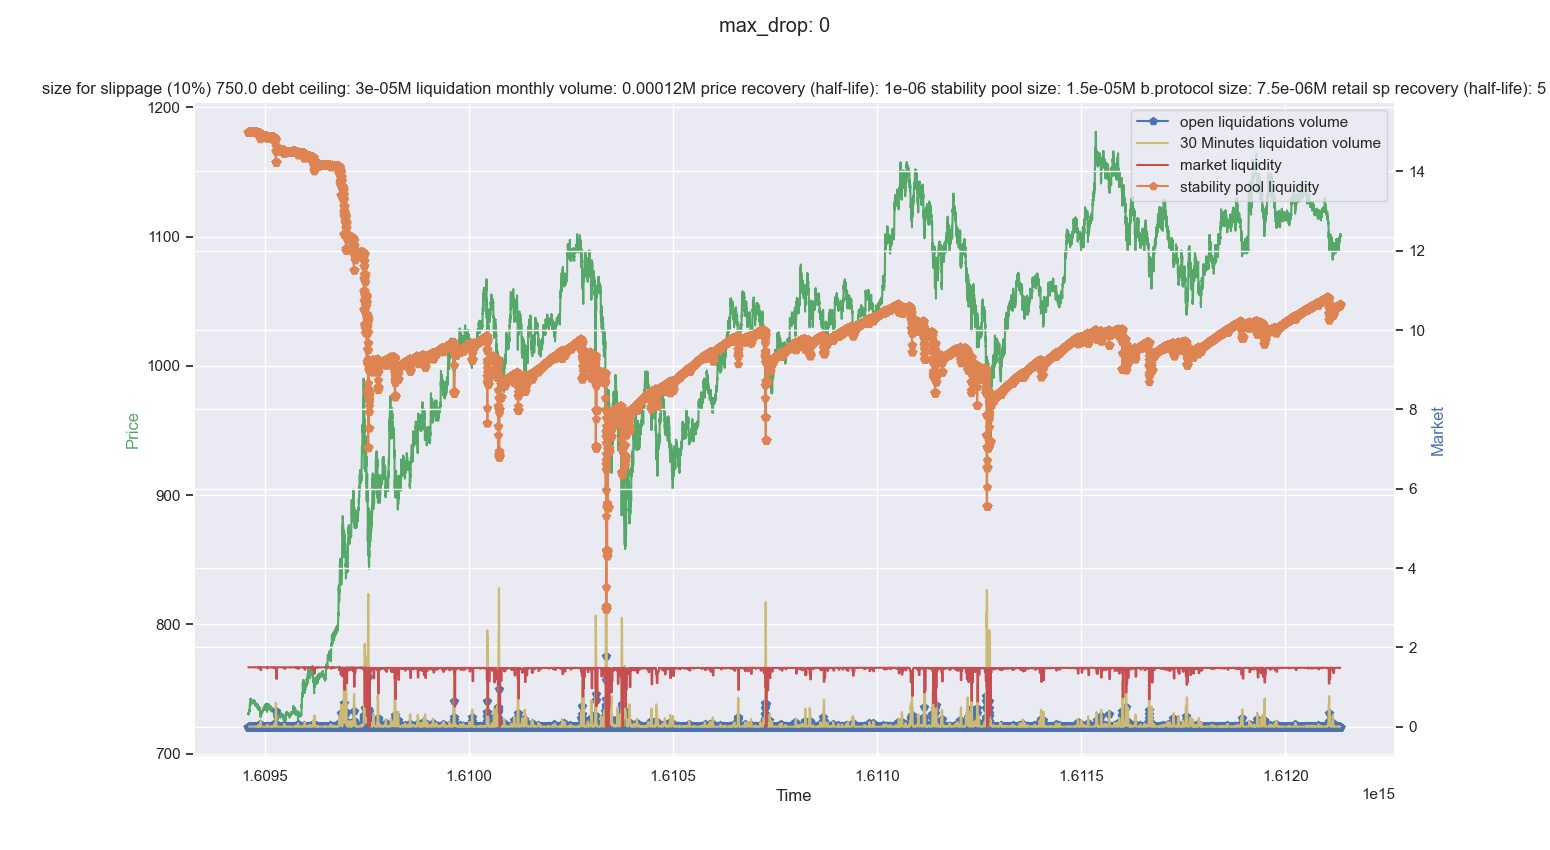 max_drop: 0
size for slippage (10%) 750.0 debt ceiling: 3e-05M liquidation monthly volume: 0.00012M price recovery (half-life): 1e-06 stability pool size: 1.5e-05M b.protocol size: 7.5e-06M retail sp recovery (half-life): 5
open liquidations volume
30 Minutes liquidation volume
market liquidity
stability pool liquidity
1200
1100
1000
900
800
700
Price
14
12
10
8
6
4
2
0
Market
1.6095 1.6100 1.6105 1.6110 1.6115 1.6120
1e15
Time